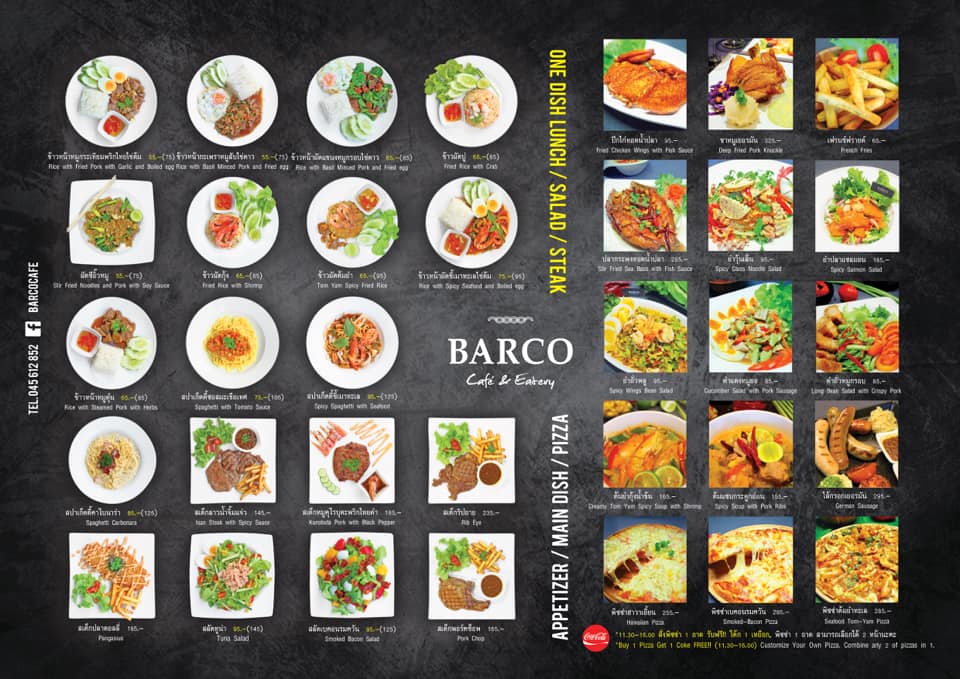 ข้าวหน้าหมูกระเทียมพริกไทยไข่ต้ม 55.-(75)
Rice with Fried Pork with Garlic and Boiled egg
ข้าวหน้ากะเพราหมูสับไข่ดาว 55.-(75)
Rice with Basil Minced Pork and Fried egg
ข้าวหน้าผัดแขนงหมูกรอบไข่ดาว 65.-(85)
Rice with Basil Minced Pork and Fried egg
ข้าวผัดปู 65.-(85)
Fried Rice with Crab
ผัดซีอิ๊วหมู 55.-(75)
Stir Fried Noodles and Pork with Soy Sauce
ข้าวผัดกุ้ง 65.-(85)
Fried Rice with Shrimp
ข้าวผัดต้มยำ 65.-(95)
Tom Yam Spicy Fried Rice
ข้าวหน้าผัดขี้เมาทะเลไข่ต้ม 75.-(95)
Rice with Spicy Seafood and Boiled egg
ข้าวหน้าหมูตุ๋น 65.-(85)
Rice with Steamed Pork with Herbs
สปาเก็ตตี้ซอสมะเขือเทศ 75.-(105)
Spaghetti with Tomato Sauce
สปาเก็ตตี้ขี้เมาทะเล 95.-(125)
Spicy Spaghetti with Seafood
สปาเก็ตตี้คาโบนาร่า 95.-(125)
Spaghetti Carbonara
สเต็กลาวน้ำจิ้มแจ่ว 145.-
Isan Steak with Spicy Sauce
สเต็กหมูคูโรบูตะพริกไทยดำ 165.-
Kurobuta Pork with Black Pepper
สเต็กริปอาย 235.-
Rib Eye
สเต็กปลาดอลลี่ 165.-
Pangasius
สลัดทูน่า 95.-(145)
Tuna Salad
สลัดเบคอนรมควัน 95.-(145)
Smoked Bacon Salad
สเต็กพอร์คช็อพ 165.-
Pork Chop
TEL.045 612 852 BARCOCAFE
BARCO
Café & Eatery
ONE DISH LUNCH / SALAD / STEAK
APPETIZER / MAIN DISH / PIZZA
ปีกไก่ทอดน้ำปลา 95.-
Fried Chicken Wings with Fish Sauce
ขาหมูเยอรมัน 325.-
Deep Fried Pork Knuckle
เฟรนช์ฟรายด์ 65.-
French Fries
ปลากระพงทอดน้ำปลา 265.-
Stir Fried Sea Bass with Fish Sauce
ยำวุ้นเส้น 95.-
Spicy Glass Noodle Salad
ยำปลาแซลมอน 165.-
Spicy Salmon Salad
ยำถั่วพลู 95.-
Spicy Wings Bean Salad
ตำแตงหมูยอ 85.-
Cucumber Salad with Pork Sausage
ตำถั่วหมูกรอบ 85.-
Long Bean Salad with Crispy Pork
ต้มยำกุ้งน้ำข้น 165.-
Creamy Tom Yam Spicy Soup with Shrimp
ต้มแซบกระดูกอ่อน 165.-
Spicy Soup with Pork Ribs
ไส้กรอกเยอรมัน 295.-
German Sausage
พิซซ่าฮาวาเอี้ยน 255.-
Hawaiian Pizza
พิซซ่าเบคอนรมควัน 265.-
Smoked-Bacon Pizza
พิซซ่าต้มยำทะเล 285.-
Seafood Tom-Yam Pizza
Coca-Cola
*11.30-15.00 สั่งพิซซ่า 1 ถาด รับฟรี!! โค้ก 1 เหยือก, พิซซ่า 1 ถาด สามารถเลือกได้ 2 หน้านะคะ
*Buy 1 Pizza Get 1 Coke FREE!! (11.30-15.00) Customize Your Own Pizza, Combine any 2 of pizzas in 1.